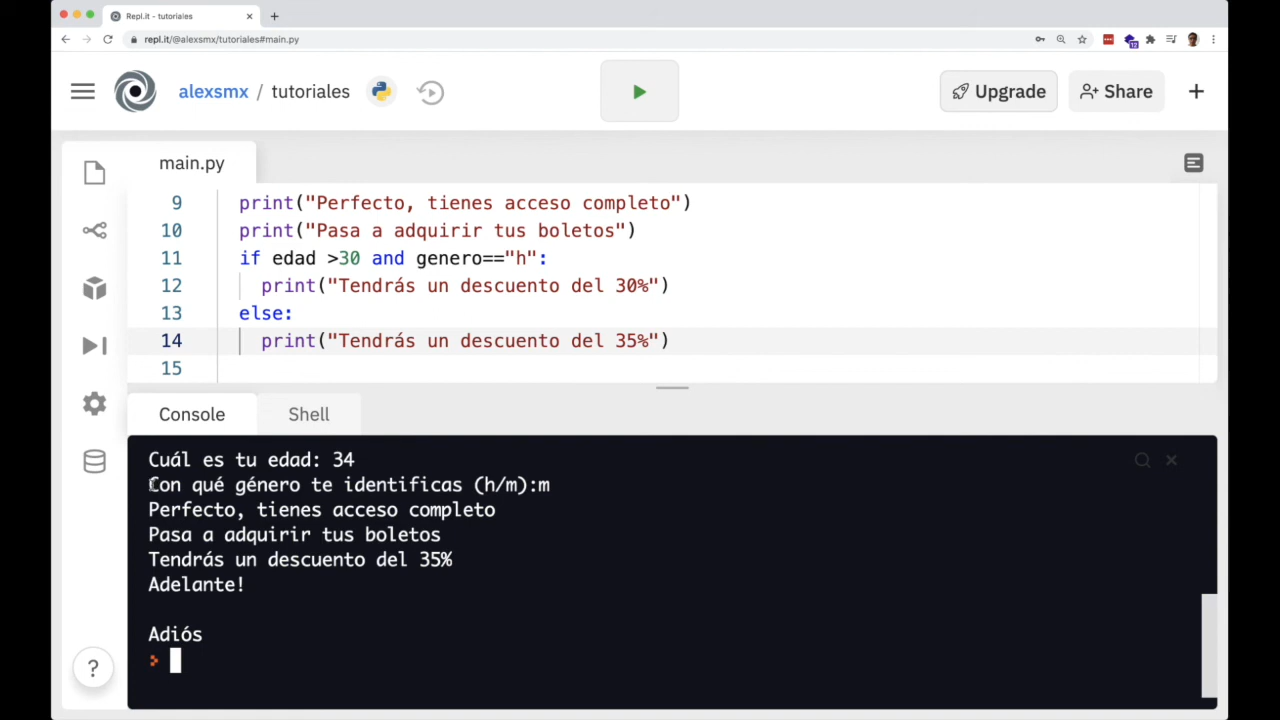 Repl.it - tutoriales
repl.it/@alexsmx/tutoriales#main.py
12
alexsmx / tutoriales
Upgrade
Share
main.py
9 print("Perfecto, tienes acceso completo")
10 print("Pasa a adquirir tus boletos")
11 if edad >30 and genero=="h":
12 print("Tendrás un descuento del 30%")
13 else:
14 print("Tendrás un descuento del 35%")
15
Console Shell
Cuál es tu edad: 34
Con qué género te identificas (h/m):m
Perfecto, tienes acceso completo
Pasa a adquirir tus boletos
Tendrás un descuento del 35%
Adelante!
Adiós
?